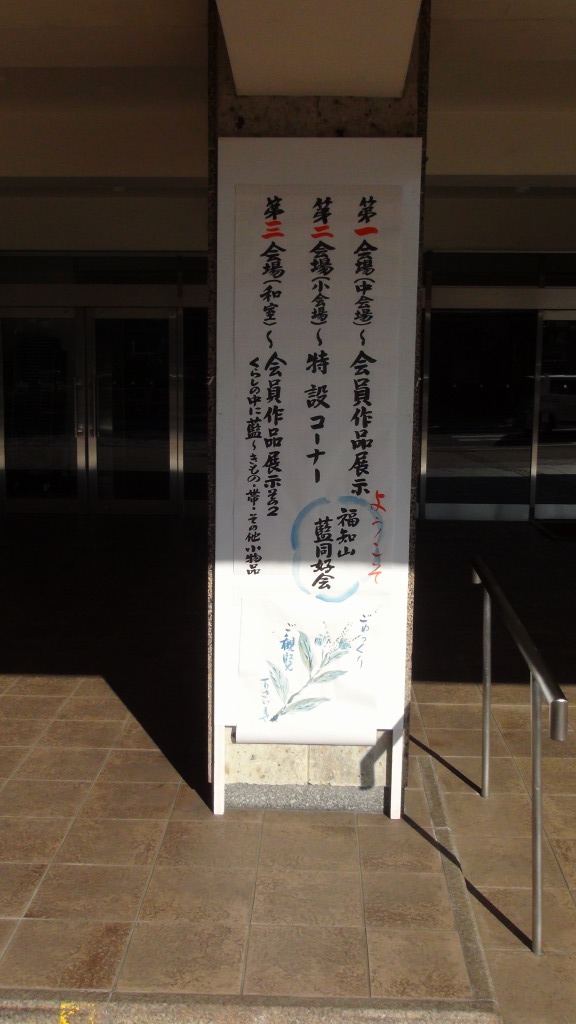 第一会場(中会場)～会員作品展示
第二会場(小会場)～特設コーナー
第三会場(和室)～会員作品展示その2
くらしの中に藍～きもの・帯・その他小物品
ようこそ
福知山
藍同好会
ごゆっくり
ご観覧
下さいませ